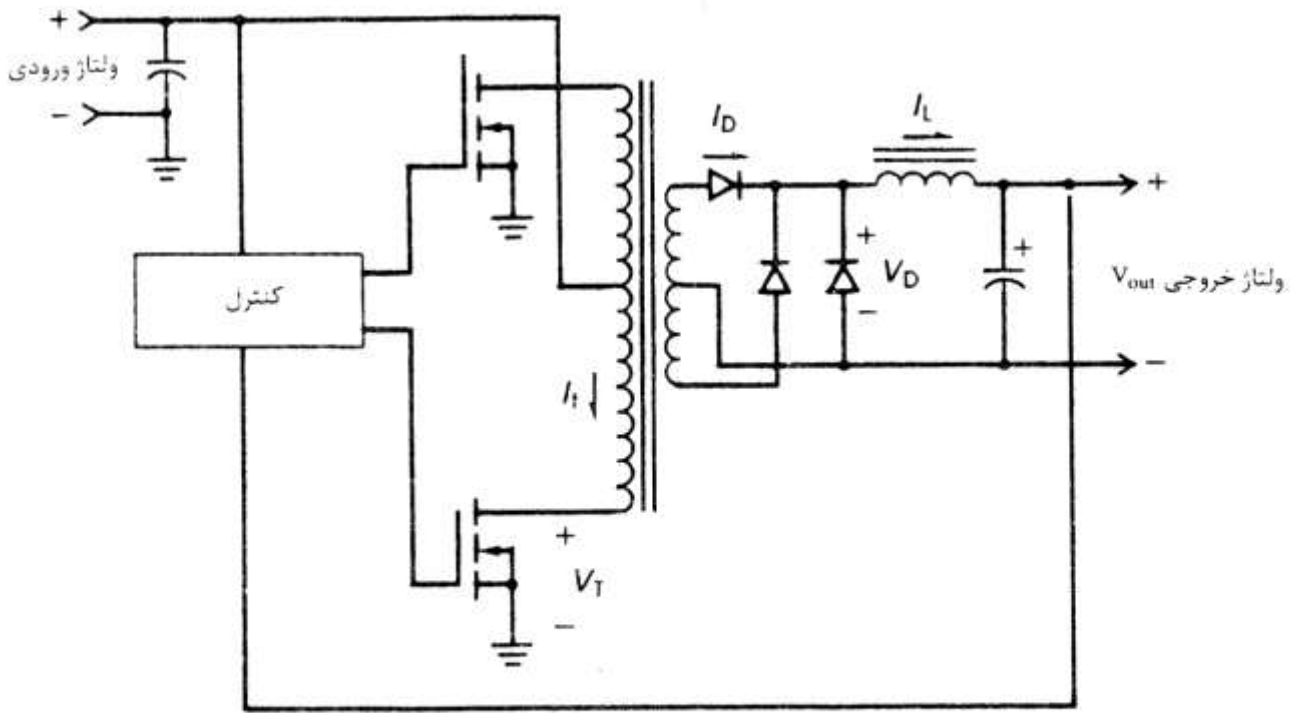 +
ولتاژ ورودی
−
کنترل
I_t
+
V_T
−
I_D
I_L
+
V_D
−
+
+
ولتاژ خروجی V_out
−